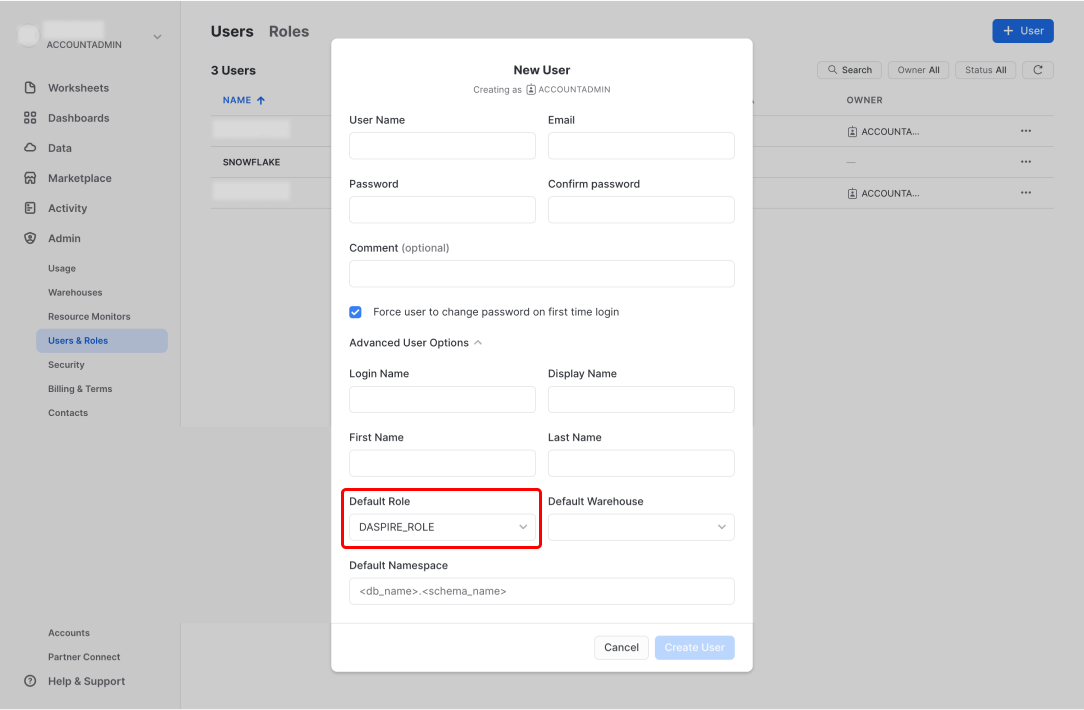 ACCOUNTADMIN
Worksheets
Dashboards
Data
Marketplace
Activity
Admin
Usage
Warehouses
Resource Monitors
Users & Roles
Security
Billing & Terms
Contacts
Accounts
Partner Connect
Help & Support
Users Roles
+ User
3 Users
Search
Owner All
Status All
NAME
OWNER
ACCOUNTA...
SNOWFLAKE
—
ACCOUNTA...
New User
Creating as ACCOUNTADMIN
User Name Email
Password Confirm password
Comment (optional)
Force user to change password on first time login
Advanced User Options
Login Name Display Name
First Name Last Name
Default Role Default Warehouse
DASPIRE_ROLE
Default Namespace
<db_name>.<schema_name>
Cancel Create User